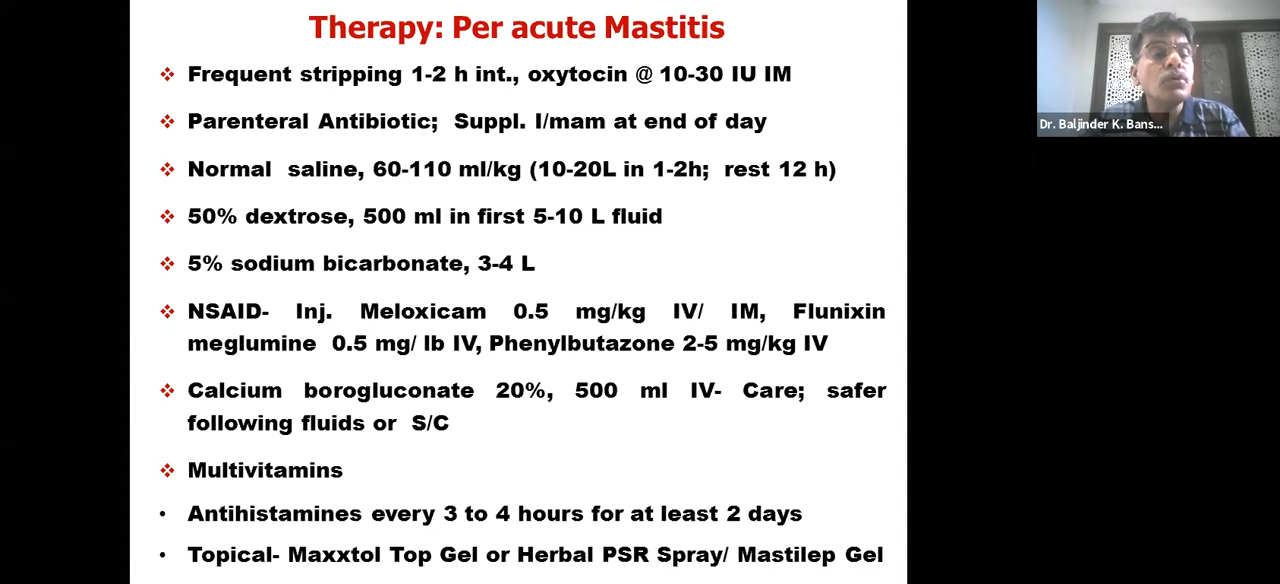 Therapy: Per acute Mastitis
Frequent stripping 1-2 h int., oxytocin @ 10-30 IU IM
Parenteral Antibiotic; Suppl. I/mam at end of day
Normal saline, 60-110 ml/kg (10-20L in 1-2h; rest 12 h)
50% dextrose, 500 ml in first 5-10 L fluid
5% sodium bicarbonate, 3-4 L
NSAID- Inj. Meloxicam 0.5 mg/kg IV/ IM, Flunixin
meglumine 0.5 mg/ lb IV, Phenylbutazone 2-5 mg/kg IV
Calcium borogluconate 20%, 500 ml IV- Care; safer
following fluids or S/C
Multivitamins
• Antihistamines every 3 to 4 hours for at least 2 days
• Topical- Maxxtol Top Gel or Herbal PSR Spray/ Mastilep Gel
Dr. Baljinder K. Bans...